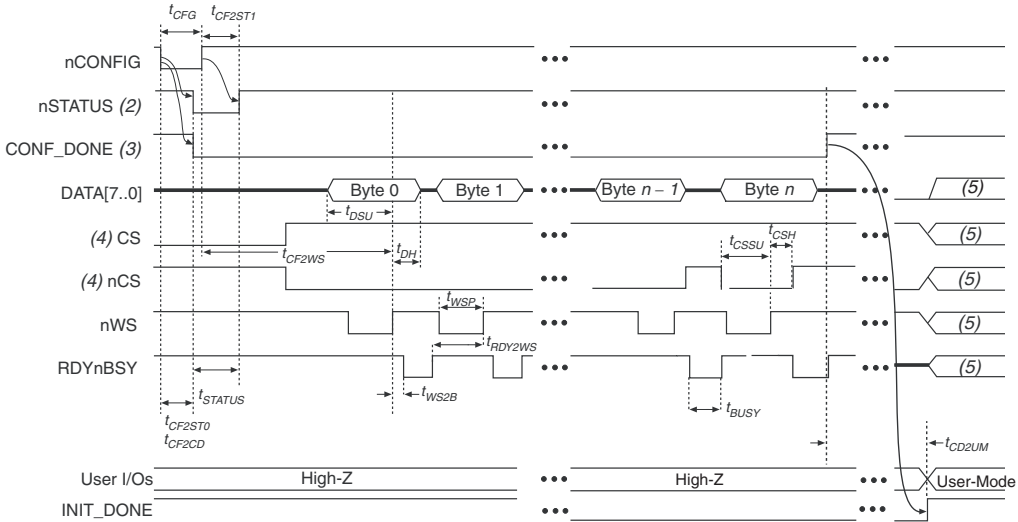 tCFG tCF2ST1
nCONFIG
nSTATUS (2)
CONF_DONE (3)
DATA[7..0] Byte 0 Byte 1 Byte n – 1 Byte n (5)
tDSU
(4) CS tCF2WS tDH tCSSU tCSH (5)
(4) nCS (5)
tWSP
nWS (5)
tRDY2WS
RDYnBSY (5)
tSTATUS tWS2B tBUSY
tCF2ST0
tCF2CD
tCD2UM
User I/Os High-Z High-Z User-Mode
INIT_DONE